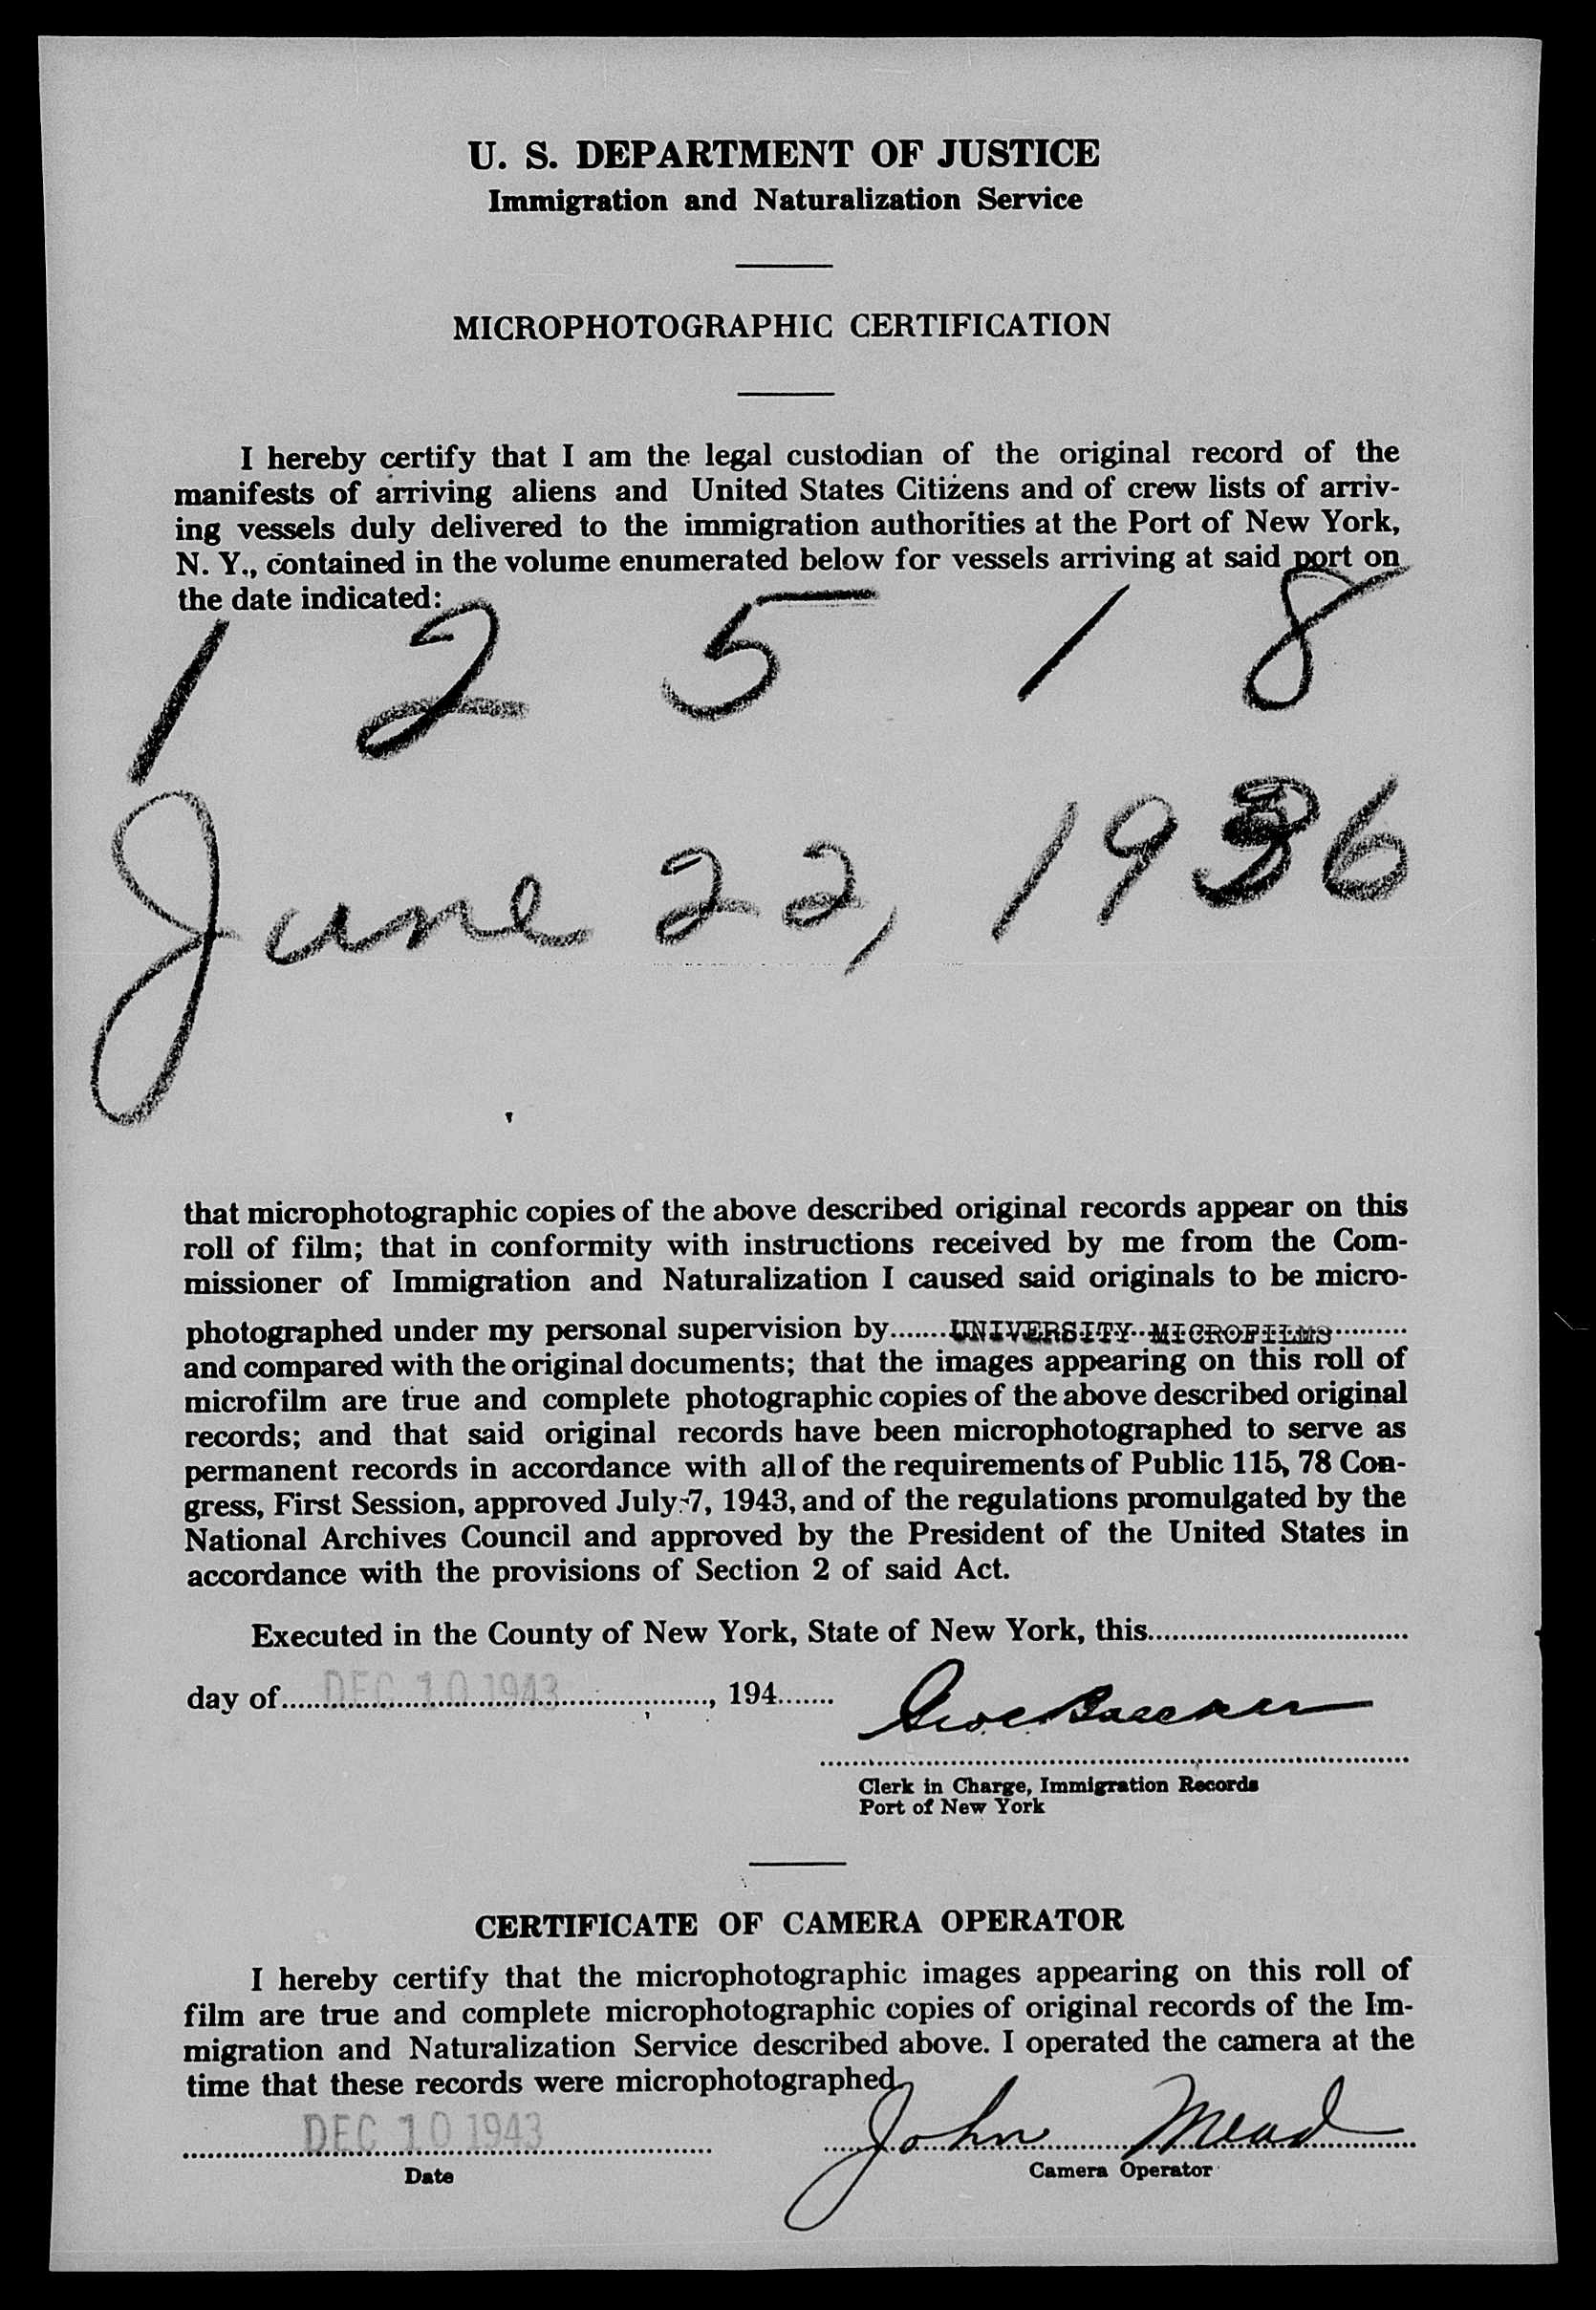 U. S. DEPARTMENT OF JUSTICE
Immigration and Naturalization Service
MICROPHOTOGRAPHIC CERTIFICATION
I hereby certify that I am the legal custodian of the original record of the
manifests of arriving aliens and United States Citizens and of crew lists of arriv-
ing vessels duly delivered to the immigration authorities at the Port of New York,
N. Y., contained in the volume enumerated below for vessels arriving at said port on
the date indicated:
1 2 5 1 8
June 22, 1936
that microphotographic copies of the above described original records appear on this
roll of film; that in conformity with instructions received by me from the Com-
missioner of Immigration and Naturalization I caused said originals to be micro-
photographed under my personal supervision by.......UNIVERSITY MICROFILMS.........
and compared with the original documents; that the images appearing on this roll of
microfilm are true and complete photographic copies of the above described original
records; and that said original records have been microphotographed to serve as
permanent records in accordance with all of the requirements of Public 115, 78 Con-
gress, First Session, approved July 7, 1943, and of the regulations promulgated by the
National Archives Council and approved by the President of the United States in
accordance with the provisions of Section 2 of said Act.
Executed in the County of New York, State of New York, this................................
day of.....DEC 10 1943..................., 194.......
Clerk in Charge, Immigration Records
Port of New York
CERTIFICATE OF CAMERA OPERATOR
I hereby certify that the microphotographic images appearing on this roll of
film are true and complete microphotographic copies of original records of the Im-
migration and Naturalization Service described above. I operated the camera at the
time that these records were microphotographed.
DEC 10 1943 John Mead
Date Camera Operator